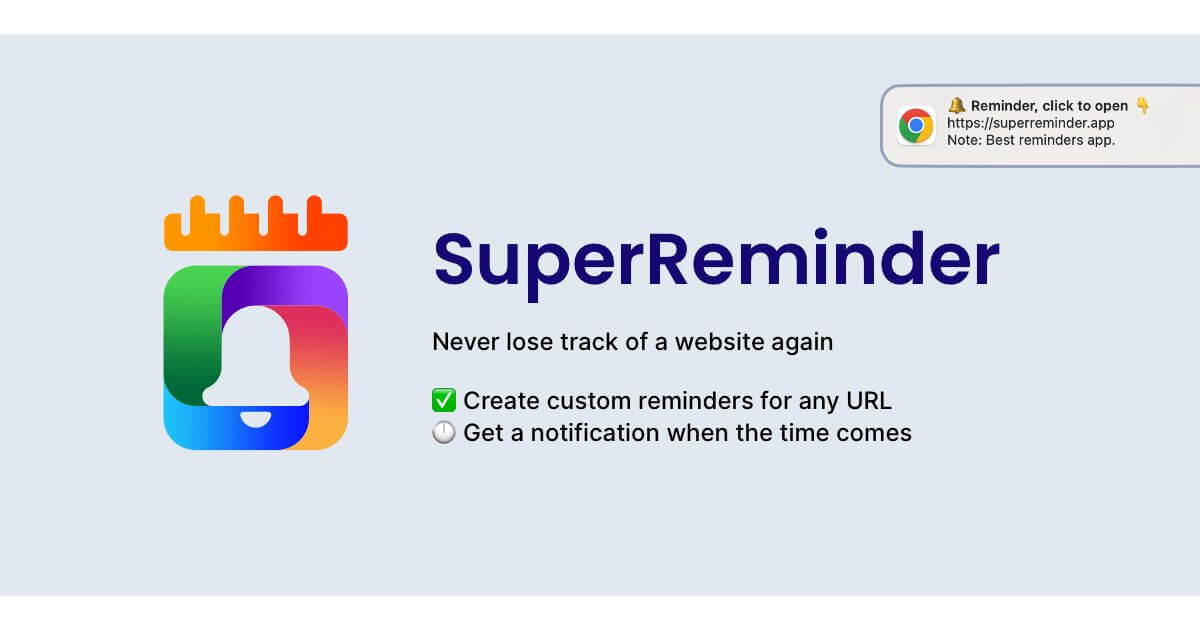 🔔 Reminder, click to open 👇
https://superreminder.app
Note: Best reminders app.
SuperReminder
Never lose track of a website again
✅ Create custom reminders for any URL
⏱️ Get a notification when the time comes